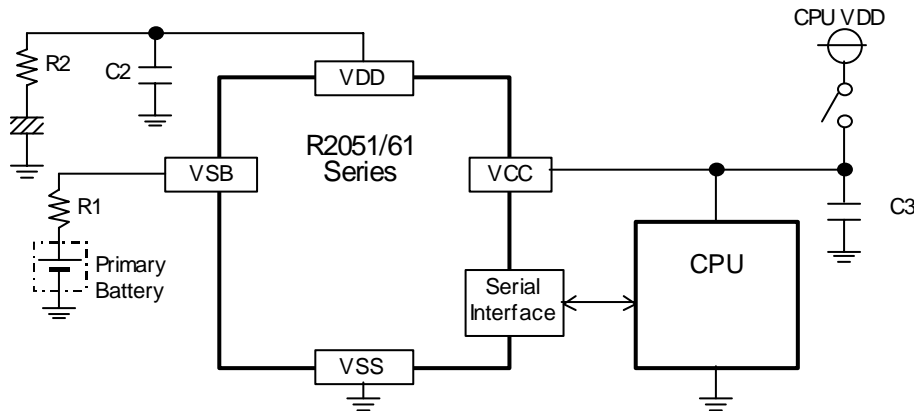 CPU VDD
R2
C2
VDD
R2051/61
Series
VSB
VCC
R1
C3
Primary
Battery
CPU
Serial
Interface
VSS